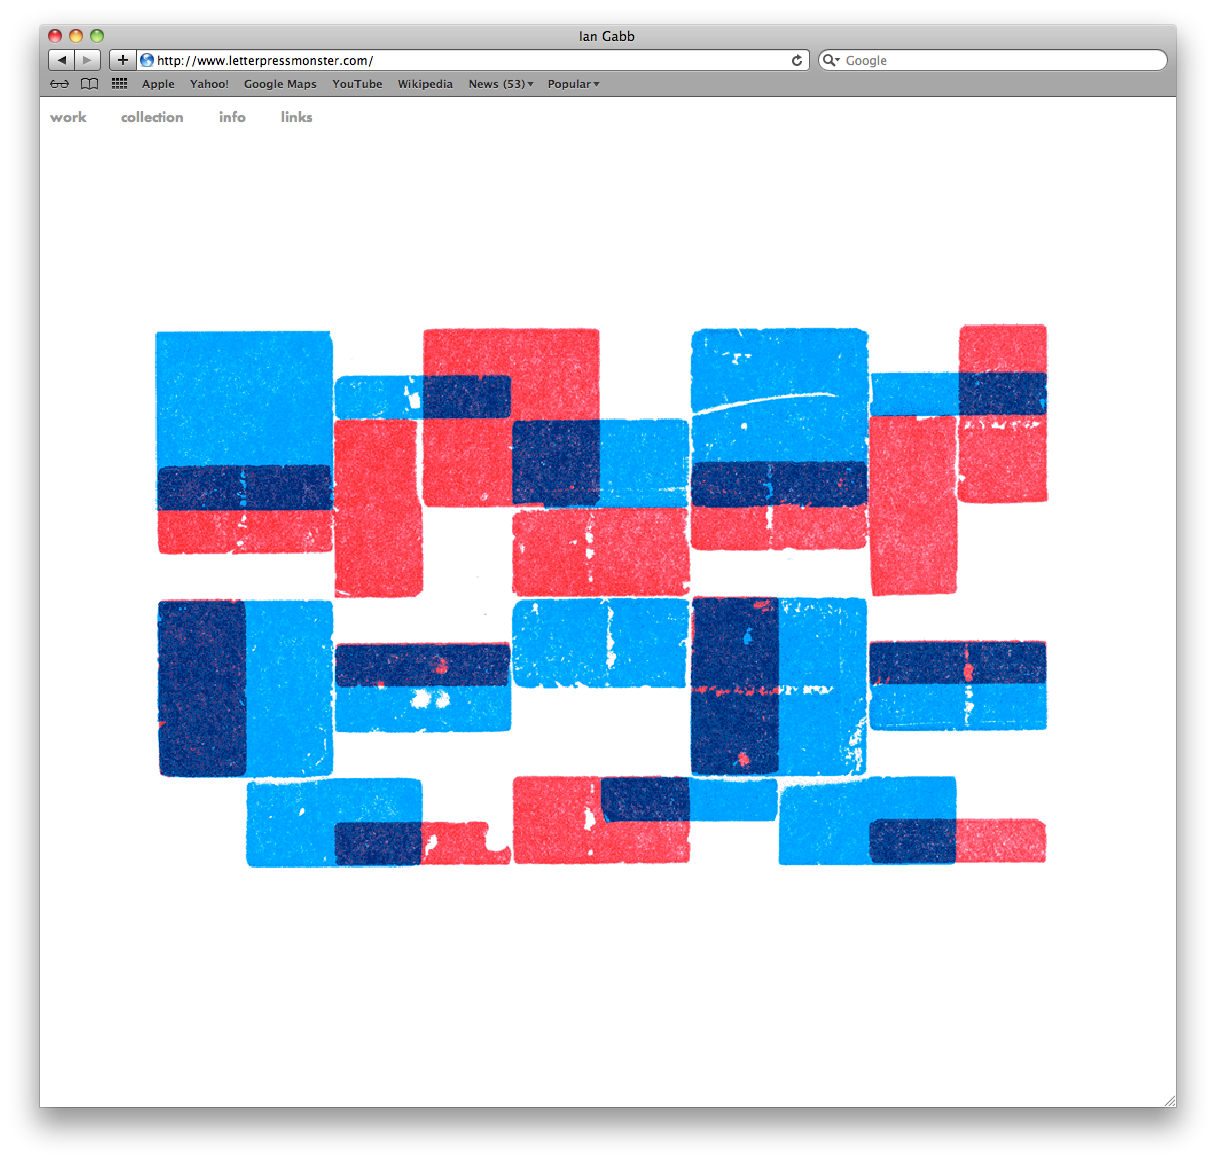 Ian Gabb
http://www.letterpressmonster.com/
Google
Apple Yahoo! Google Maps YouTube Wikipedia News (53) Popular
work collection info links